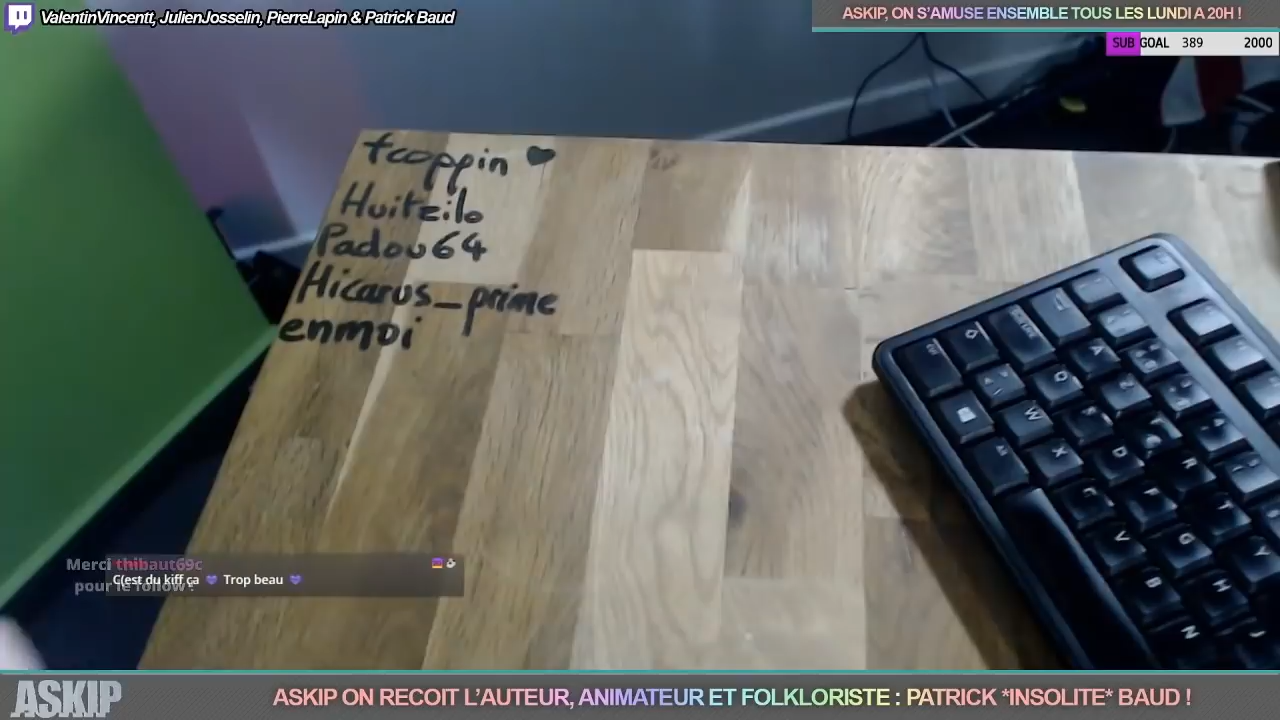 ValentinVincentt, JulienJosselin, PierreLapin & Patrick Baud
ASKIP, ON S'AMUSE ENSEMBLE TOUS LES LUNDI A 20H !
SUB GOAL 389 2000
fcoppin ♥
Huitzilo
Padou64
Hicarus_prime
enmoi
Merci thibaut69c
pour le follow !
C(est du kiff ça 💜 Trop beau 💜
ASKIP
ASKIP ON RECOIT L'AUTEUR, ANIMATEUR ET FOLKLORISTE : PATRICK *INSOLITE* BAUD !